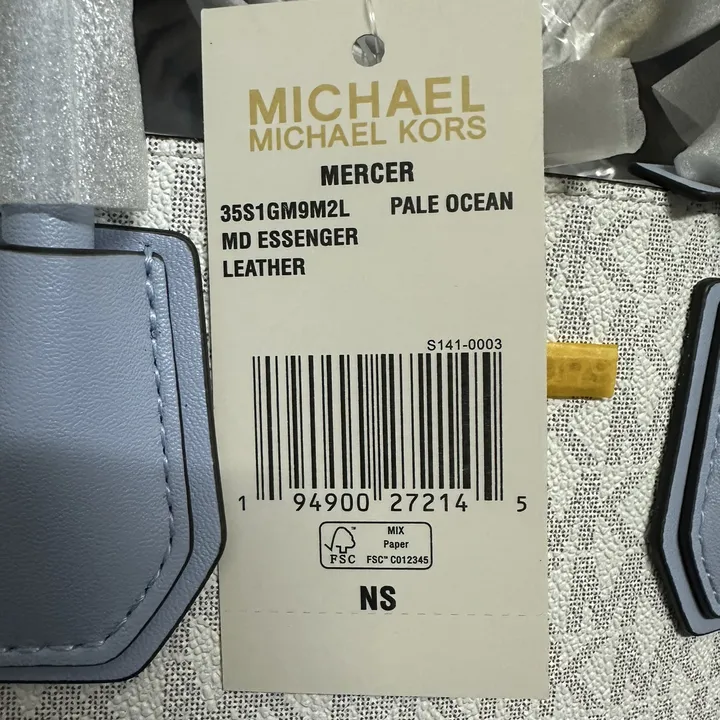 MICHAEL
MICHAEL KORS
MERCER
35S1GM9M2L PALE OCEAN
MD ESSENGER
LEATHER
S141-0003
1 94900 27214 5
FSC™
MIX
Paper
FSC™ C012345
NS